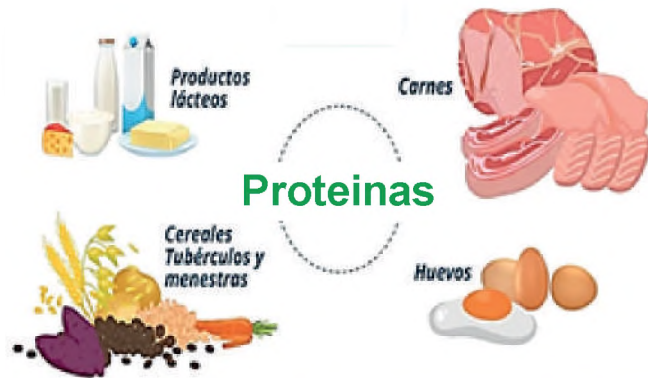 Productos
lácteos
Carnes
Proteinas
Cereales
Tubérculos y
menestras
Huevos